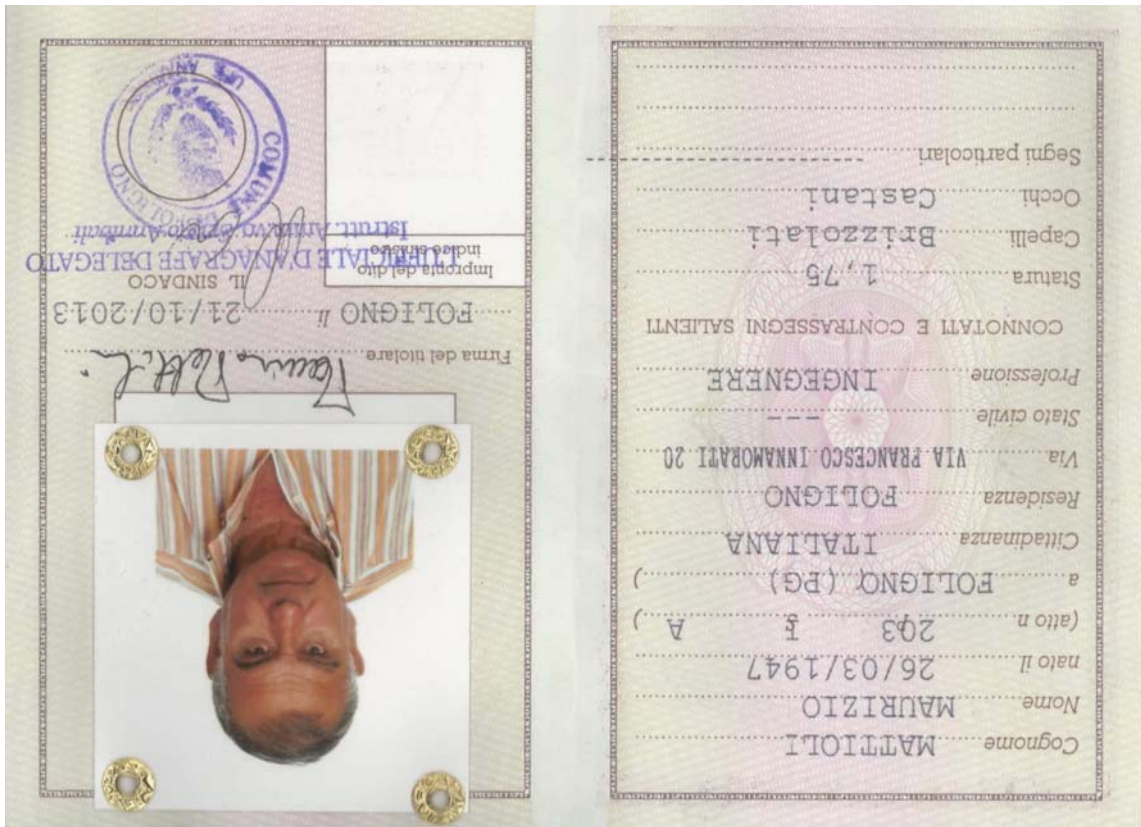 Cognome MATTIOLI
Nome MAURIZIO
nato il 26/03/1947
(atto n 203 I A )
a FOLIGNO (PG) )
Cittadinanza ITALIANA
Residenza FOLIGNO
Via VIA FRANCESCO INNAMORATI 20
Stato civile ---
Professione INGEGNERE
CONNOTATI E CONTRASSEGNI SALIENTI
Statura 1,75
Capelli Brizzolati
Occhi Castani
Segni particolari
Firma del titolare
FOLIGNO li 21/10/2013
IL SINDACO
L'UFFICIALE D'ANAGRAFE DELEGATO
Impronta del dito
indice sinistro
COMUNE